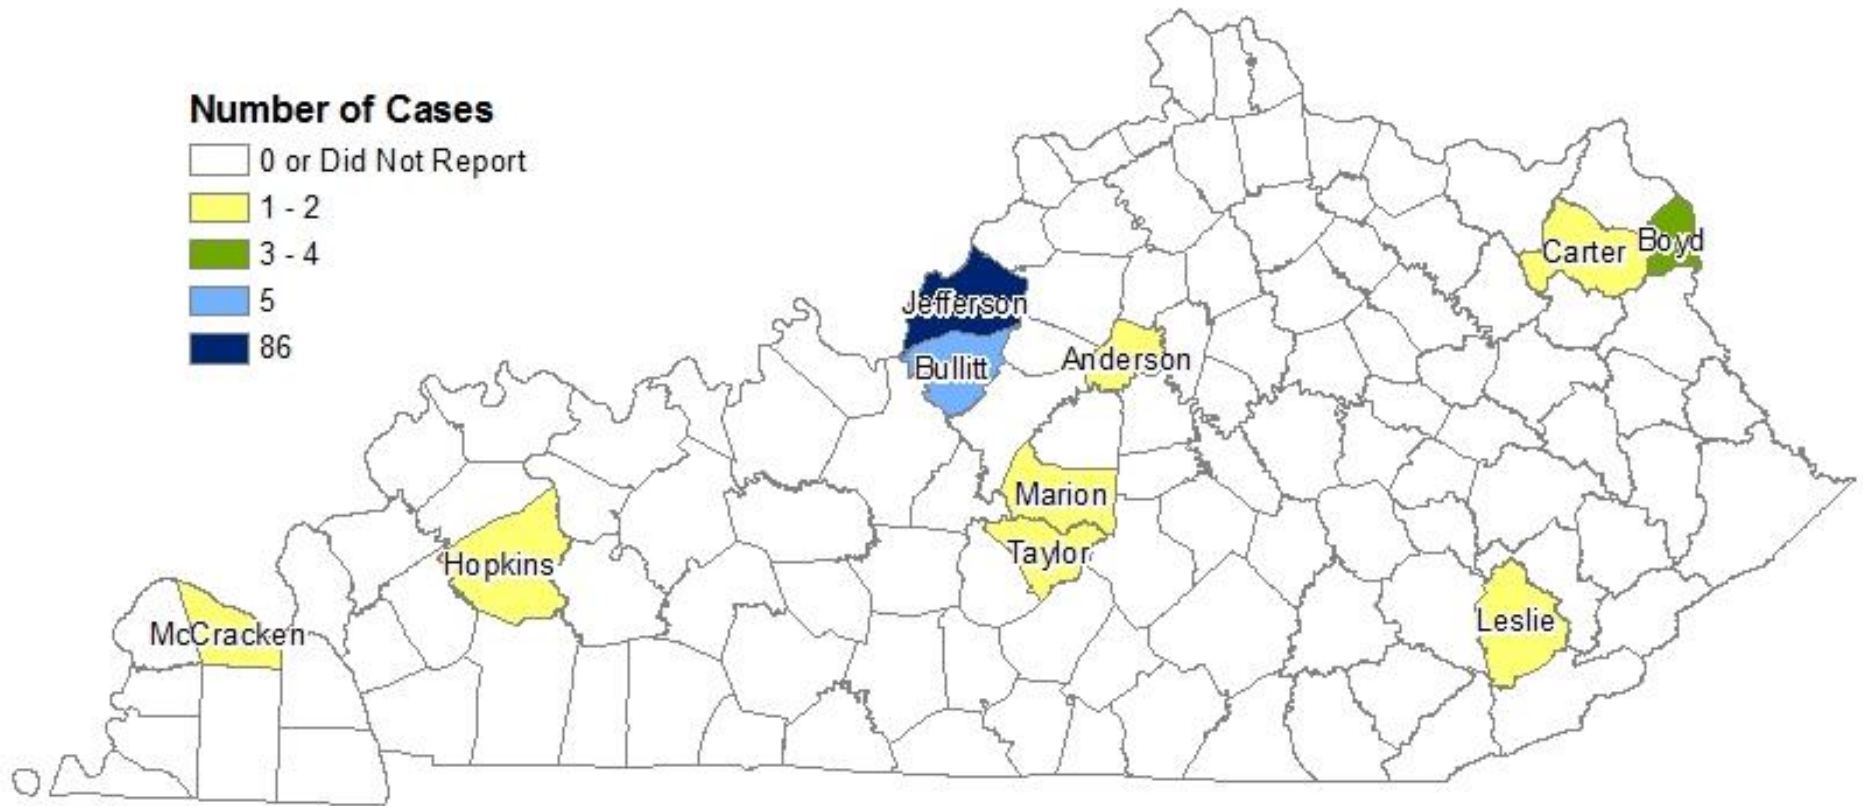 Number of Cases
0 or Did Not Report
1 - 2
3 - 4
5
86
Carter
Boyd
Jefferson
Anderson
Bullitt
Marion
Taylor
Hopkins
Leslie
McCracken